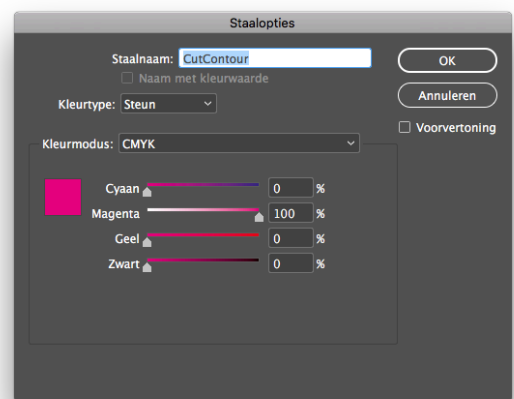 Staalopties
Staalnaam: CutContour
OK
Naam met kleurwaarde
Annuleren
Kleurtype: Steun
Voorvertoning
Kleurmodus: CMYK
Cyaan 0 %
Magenta 100 %
Geel 0 %
Zwart 0 %